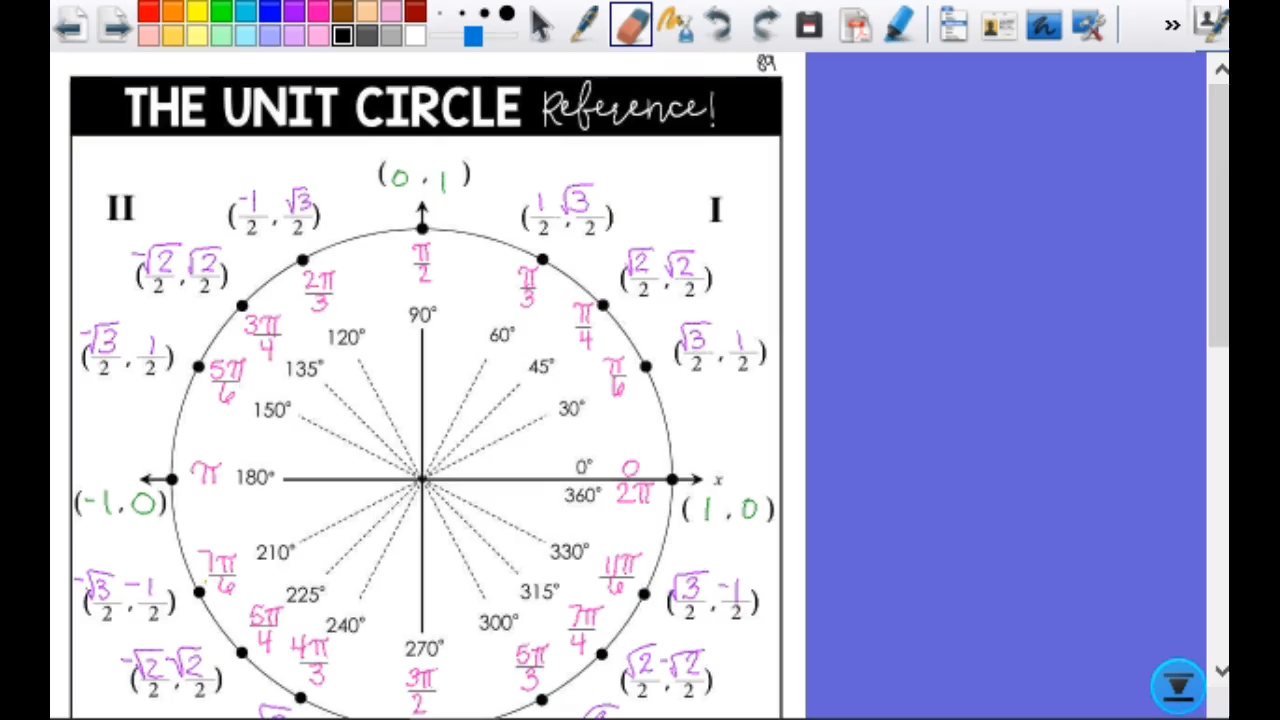 89
THE UNIT CIRCLE Reference!
(0, 1)
II
I
(-1/2, √3/2)
(1/2, √3/2)
(-√2/2, √2/2)
(√2/2, √2/2)
2π/3
π/2
π/3
3π/4
π/4
(-√3/2, 1/2)
(√3/2, 1/2)
120°
90°
60°
5π/6
135°
45°
π/6
150°
30°
π
180°
0°
0
360°
2π
x
(-1, 0)
(1, 0)
210°
330°
7π/6
11π/6
(-√3/2, -1/2)
225°
315°
(√3/2, -1/2)
5π/4
240°
300°
7π/4
4π/3
270°
5π/3
(-√2/2, -√2/2)
3π/2
(√2/2, -√2/2)